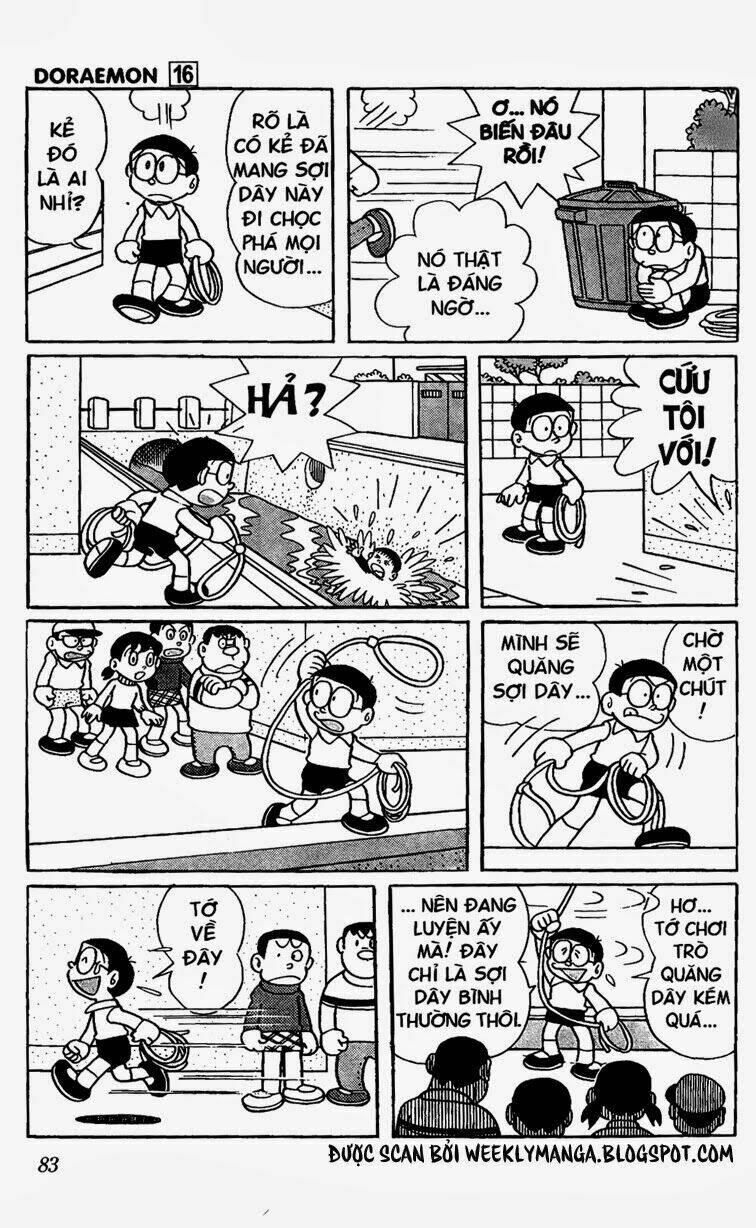 DORAEMON 16
Ơ... NÓ
BIẾN ĐÂU
RỒI!
NÓ THẬT
LÀ ĐÁNG
NGỜ...
RÕ LÀ
CÓ KẺ ĐÃ
MANG SỢI
DÂY NÀY
ĐI CHỌC
PHÁ MỌI
NGƯỜI...
KẺ
ĐÓ
LÀ AI
NHỈ?
CỨU
TÔI
VỚI!
HẢ?
CHỜ
MỘT
CHÚT
!
MÌNH SẼ
QUĂNG
SỢI DÂY...
HƠ...
TỚ CHƠI
TRÒ
QUĂNG
DÂY KÉM
QUÁ...
... NÊN ĐANG
LUYỆN ẤY
MÀ! ĐÂY
CHỈ LÀ SỢI
DÂY BÌNH
THƯỜNG THÔI.
TỚ
VỀ
ĐÂY
!
ĐƯỢC SCAN BỞI WEEKLYMANGA.BLOGSPOT.COM
83